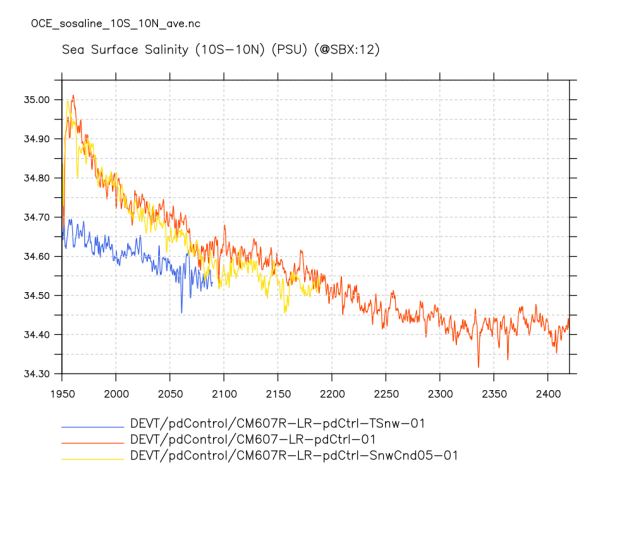 OCE_sosaline_10S_10N_ave.nc
Sea Surface Salinity (10S-10N) (PSU) (@SBX:12)
35.00
34.90
34.80
34.70
34.60
34.50
34.40
34.30
1950 2000 2050 2100 2150 2200 2250 2300 2350 2400
DEVT/pdControl/CM607R-LR-pdCtrl-TSnw-01
DEVT/pdControl/CM607-LR-pdCtrl-01
DEVT/pdControl/CM607R-LR-pdCtrl-SnwCnd05-01